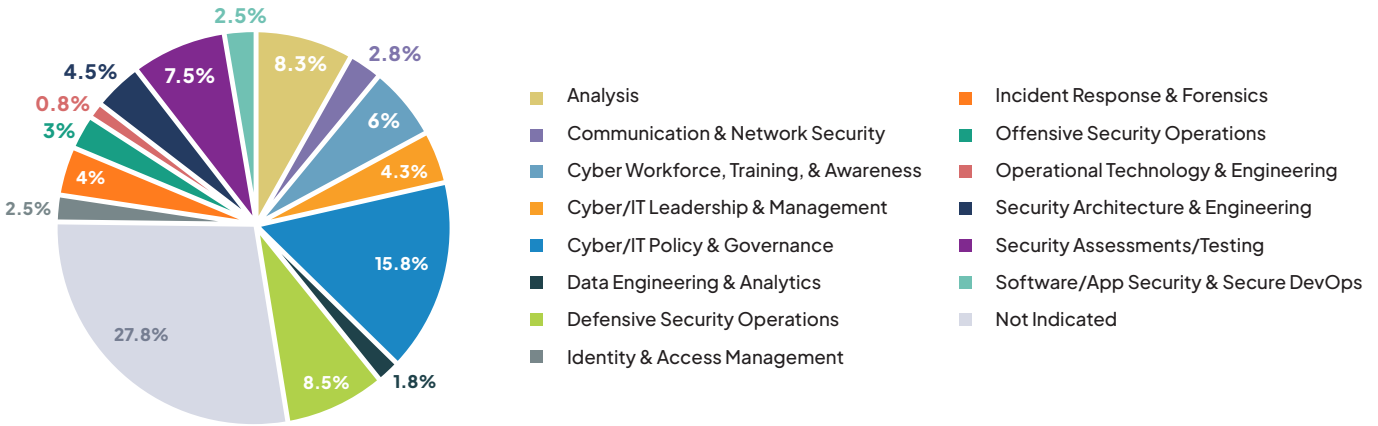 2.5%
8.3%
2.8%
4.5%
7.5%
0.8%
6%
3%
4.3%
4%
2.5%
15.8%
27.8%
8.5%
1.8%
Analysis
Communication & Network Security
Cyber Workforce, Training, & Awareness
Cyber/IT Leadership & Management
Cyber/IT Policy & Governance
Data Engineering & Analytics
Defensive Security Operations
Identity & Access Management
Incident Response & Forensics
Offensive Security Operations
Operational Technology & Engineering
Security Architecture & Engineering
Security Assessments/Testing
Software/App Security & Secure DevOps
Not Indicated